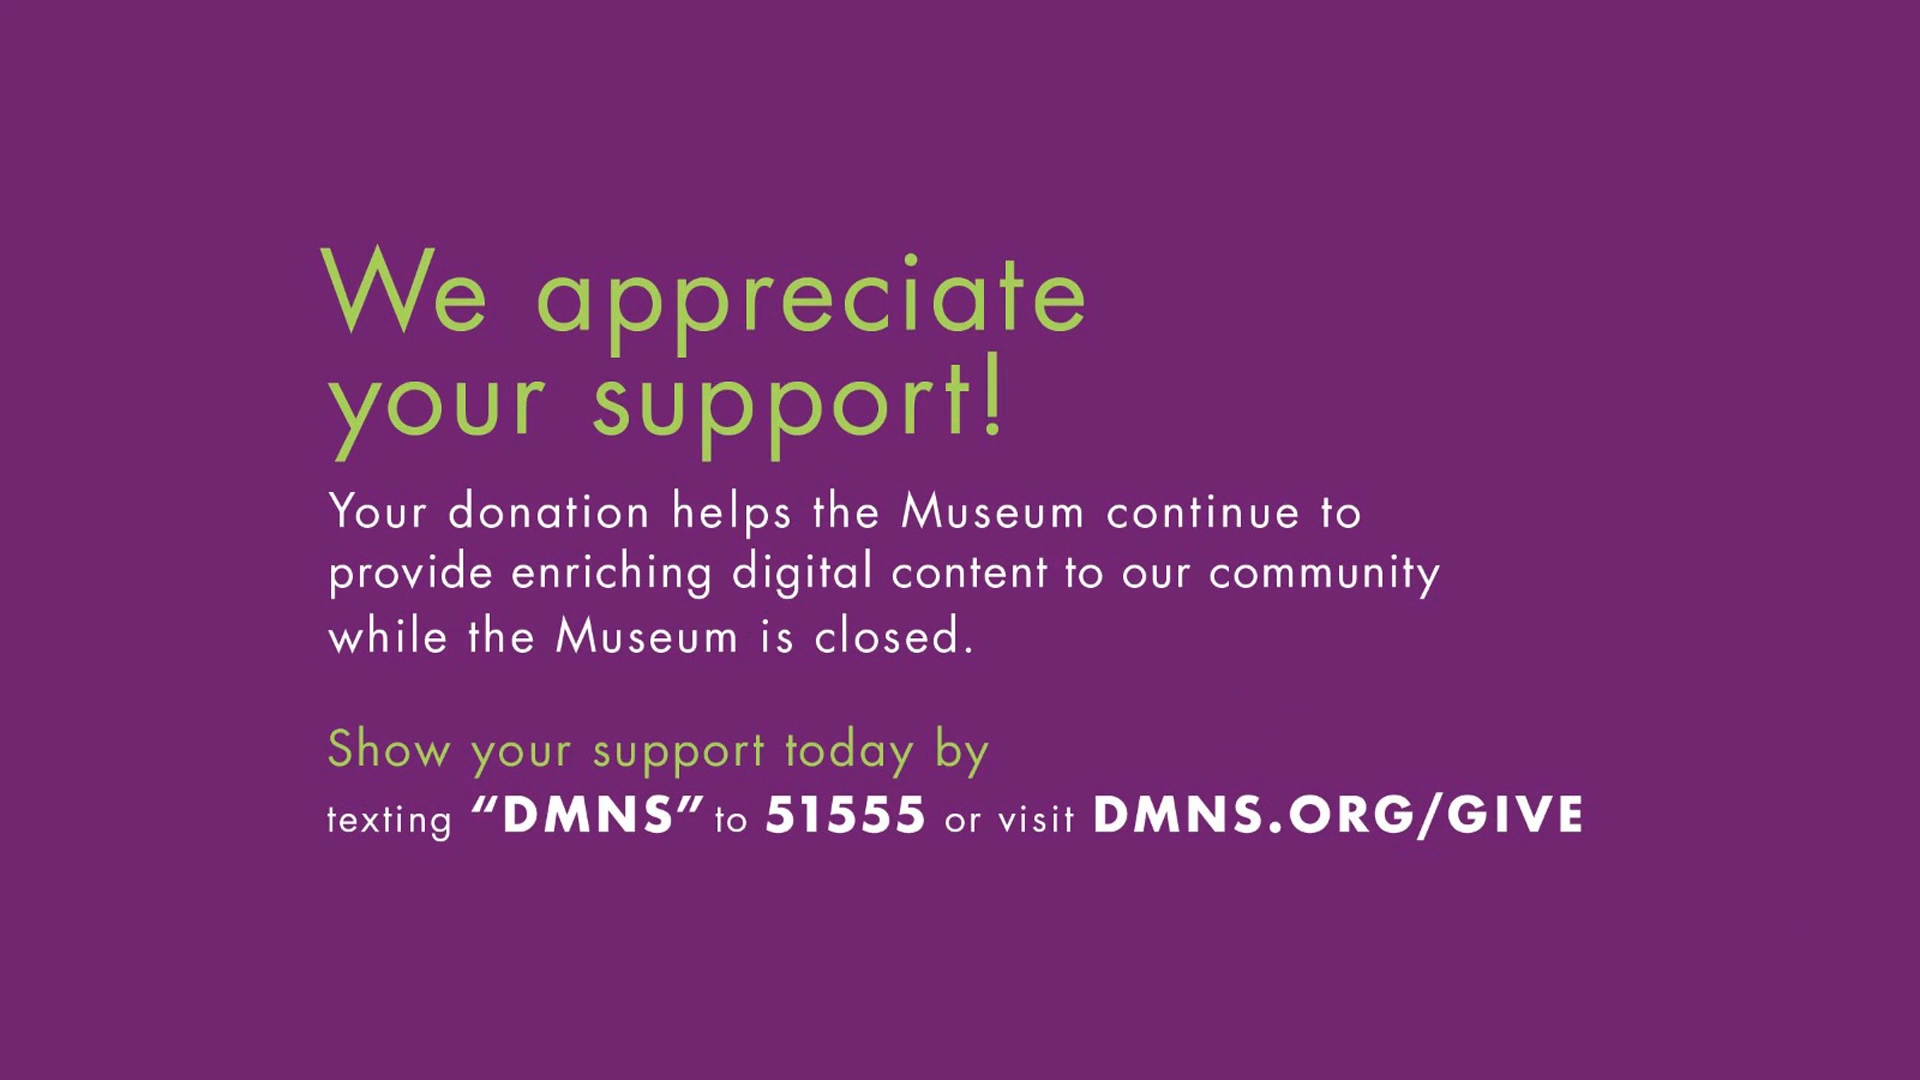 We appreciate
your support!
Your donation helps the Museum continue to
provide enriching digital content to our community
while the Museum is closed.
Show your support today by
texting “DMNS” to 51555 or visit DMNS.ORG/GIVE